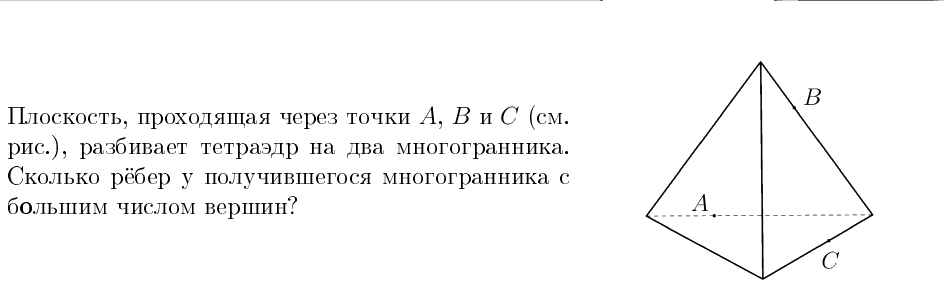 Плоскость, проходящая через точки A, B и C (см.
рис.), разбивает тетраэдр на два многогранника.
Сколько рёбер у получившегося многогранника с
большим числом вершин?
B
A
C